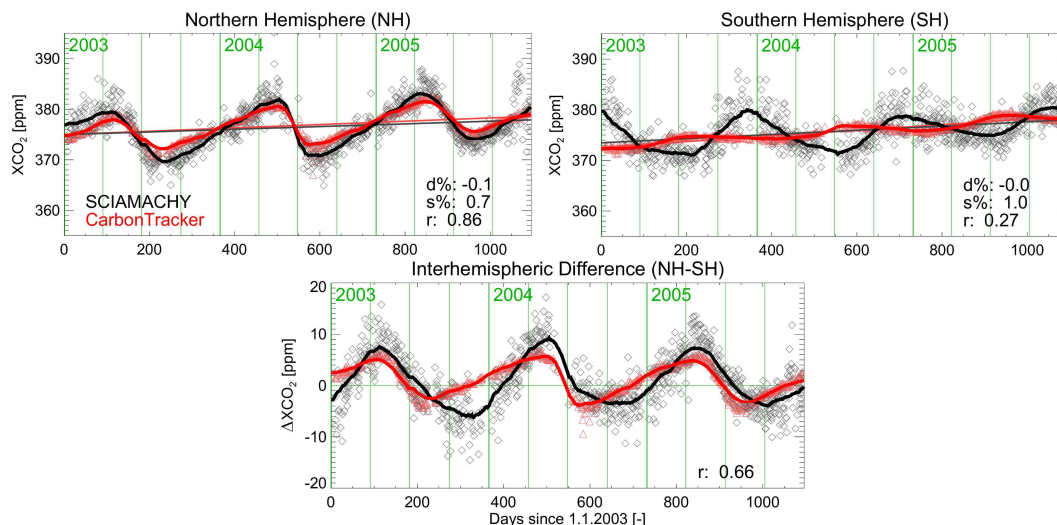 Northern Hemisphere (NH)
2003 2004 2005
XCO2 [ppm]
390
380
370
360
SCIAMACHY
CarbonTracker
d%: -0.1
s%: 0.7
r: 0.86
0 200 400 600 800 1000
Southern Hemisphere (SH)
2003 2004 2005
XCO2 [ppm]
390
380
370
360
d%: -0.0
s%: 1.0
r: 0.27
0 200 400 600 800 1000
Interhemispheric Difference (NH-SH)
2003 2004 2005
ΔXCO2 [ppm]
20
10
0
-10
-20
r: 0.66
0 200 400 600 800 1000
Days since 1.1.2003 [-]